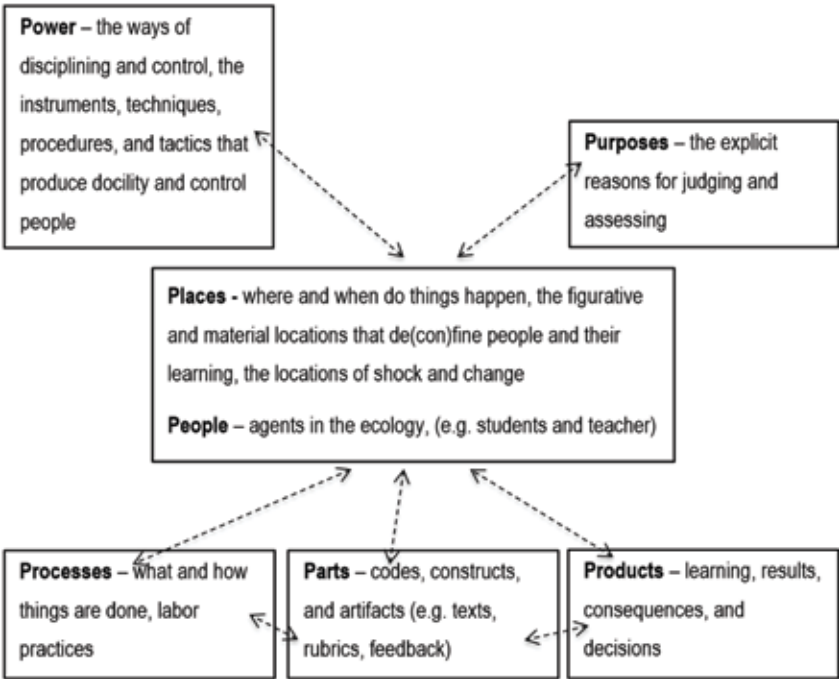 Power – the ways of
disciplining and control, the
instruments, techniques,
procedures, and tactics that
produce docility and control
people
Purposes – the explicit
reasons for judging and
assessing
Places - where and when do things happen, the figurative
and material locations that de(con)fine people and their
learning, the locations of shock and change
People – agents in the ecology, (e.g. students and teacher)
Processes – what and how
things are done, labor
practices
Parts – codes, constructs,
and artifacts (e.g. texts,
rubrics, feedback)
Products – learning, results,
consequences, and
decisions